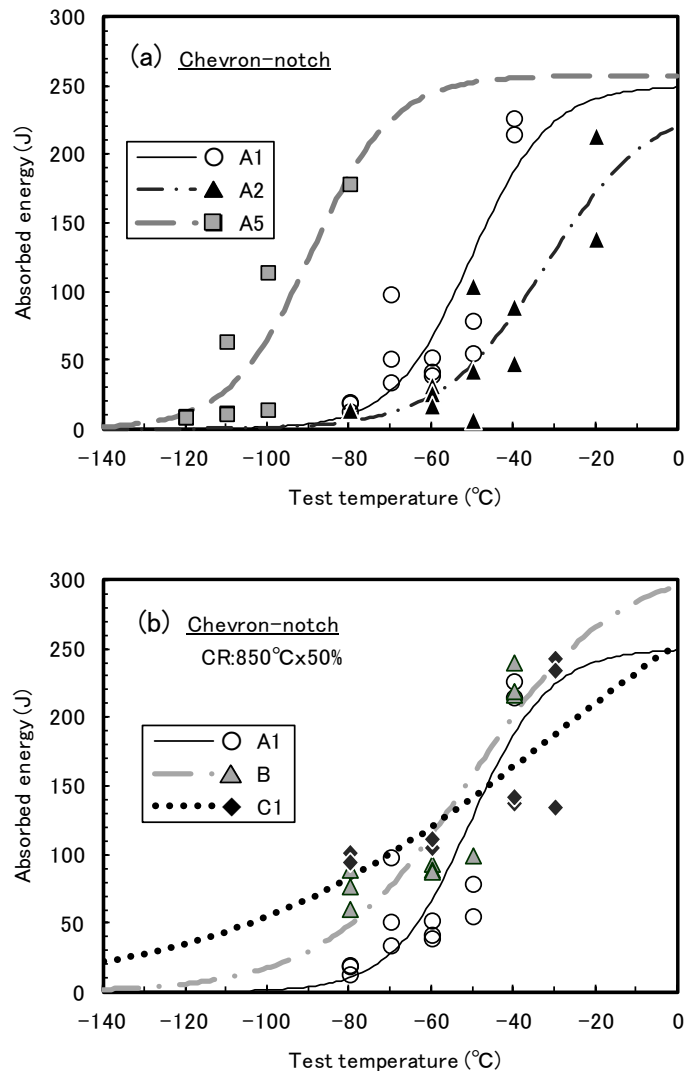 300
(a) Chevron-notch
250
A1
200
A2
A5
150
100
50
0
Absorbed energy (J)
-140 -120 -100 -80 -60 -40 -20 0
Test temperature (℃)
300
(b) Chevron-notch
CR:850℃x50%
250
200
A1
B
150
C1
100
50
0
Absorbed energy (J)
-140 -120 -100 -80 -60 -40 -20 0
Test temperature (℃)